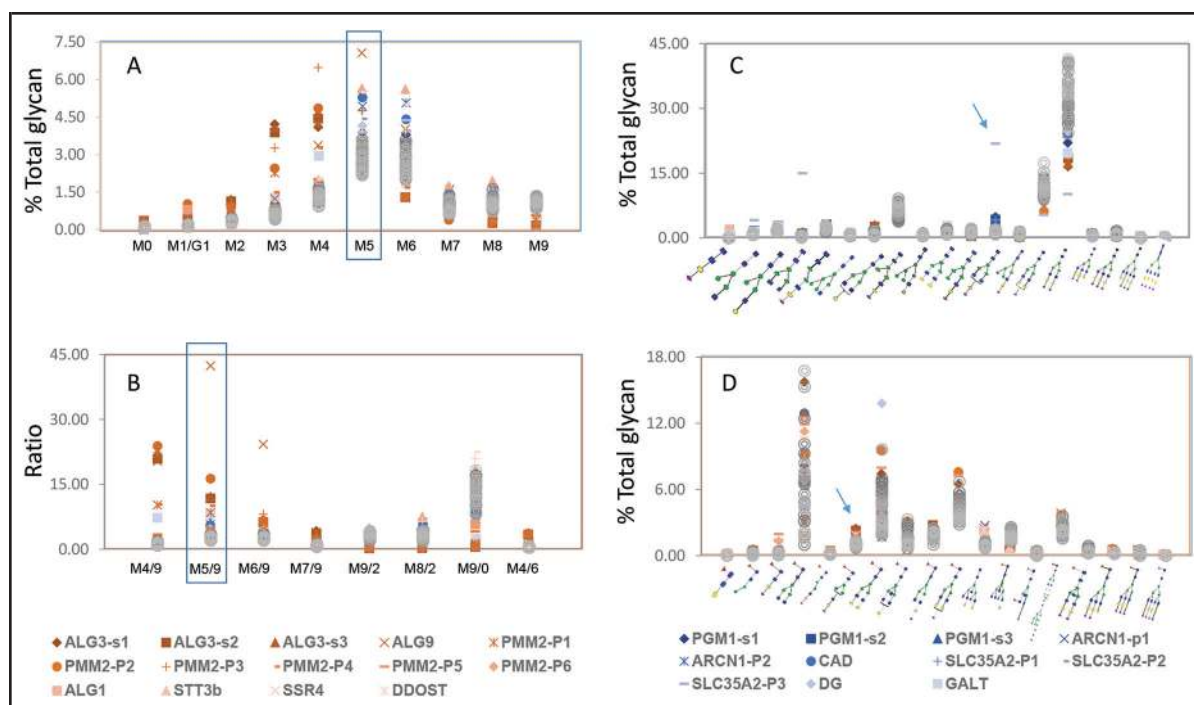 A
% Total glycan
7.50
6.00
4.50
3.00
1.50
0.00
M0 M1/G1 M2 M3 M4 M5 M6 M7 M8 M9
C
% Total glycan
45.00
30.00
15.00
0.00
B
Ratio
45.00
30.00
15.00
0.00
M4/9 M5/9 M6/9 M7/9 M9/2 M8/2 M9/0 M4/6
D
% Total glycan
18.00
12.00
6.00
0.00
ALG3-s1 ALG3-s2 ALG3-s3 ALG9 PMM2-P1
PMM2-P2 PMM2-P3 PMM2-P4 PMM2-P5 PMM2-P6
ALG1 STT3b SSR4 DDOST
PGM1-s1 PGM1-s2 PGM1-s3 ARCN1-p1
ARCN1-P2 CAD SLC35A2-P1 SLC35A2-P2
SLC35A2-P3 DG GALT